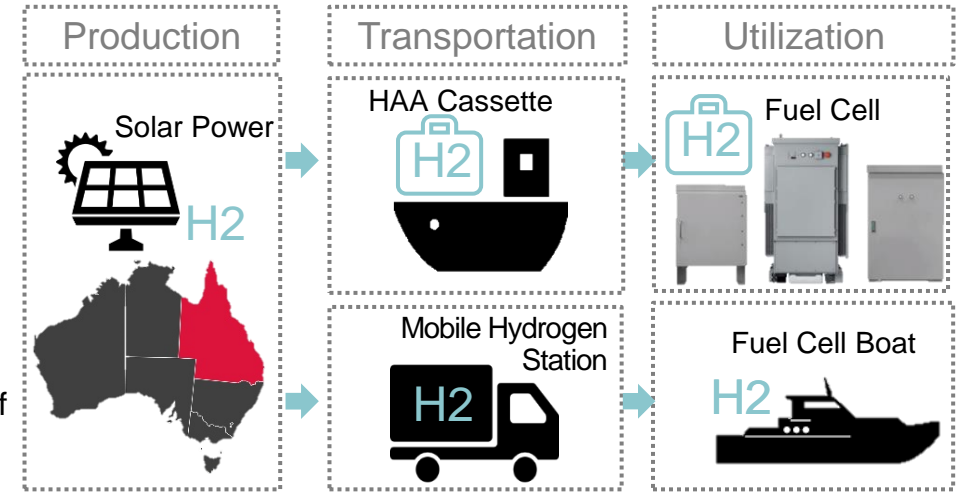 Production
Transportation
Utilization
Solar Power
H2
HAA Cassette
H2
H2
Fuel Cell
Mobile Hydrogen
Station
H2
Fuel Cell Boat
H2
f